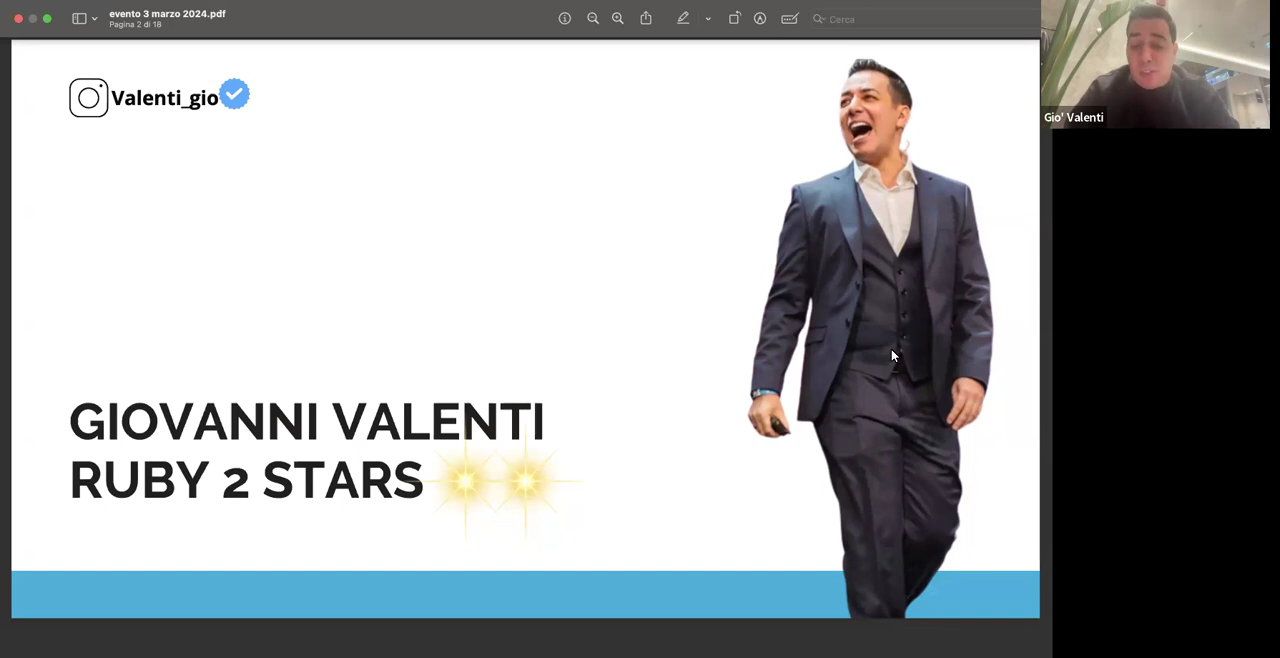 evento 3 marzo 2024.pdf
Pagina 2 di 18
Cerca
Gio' Valenti
Valenti_gio
GIOVANNI VALENTI
RUBY 2 STARS